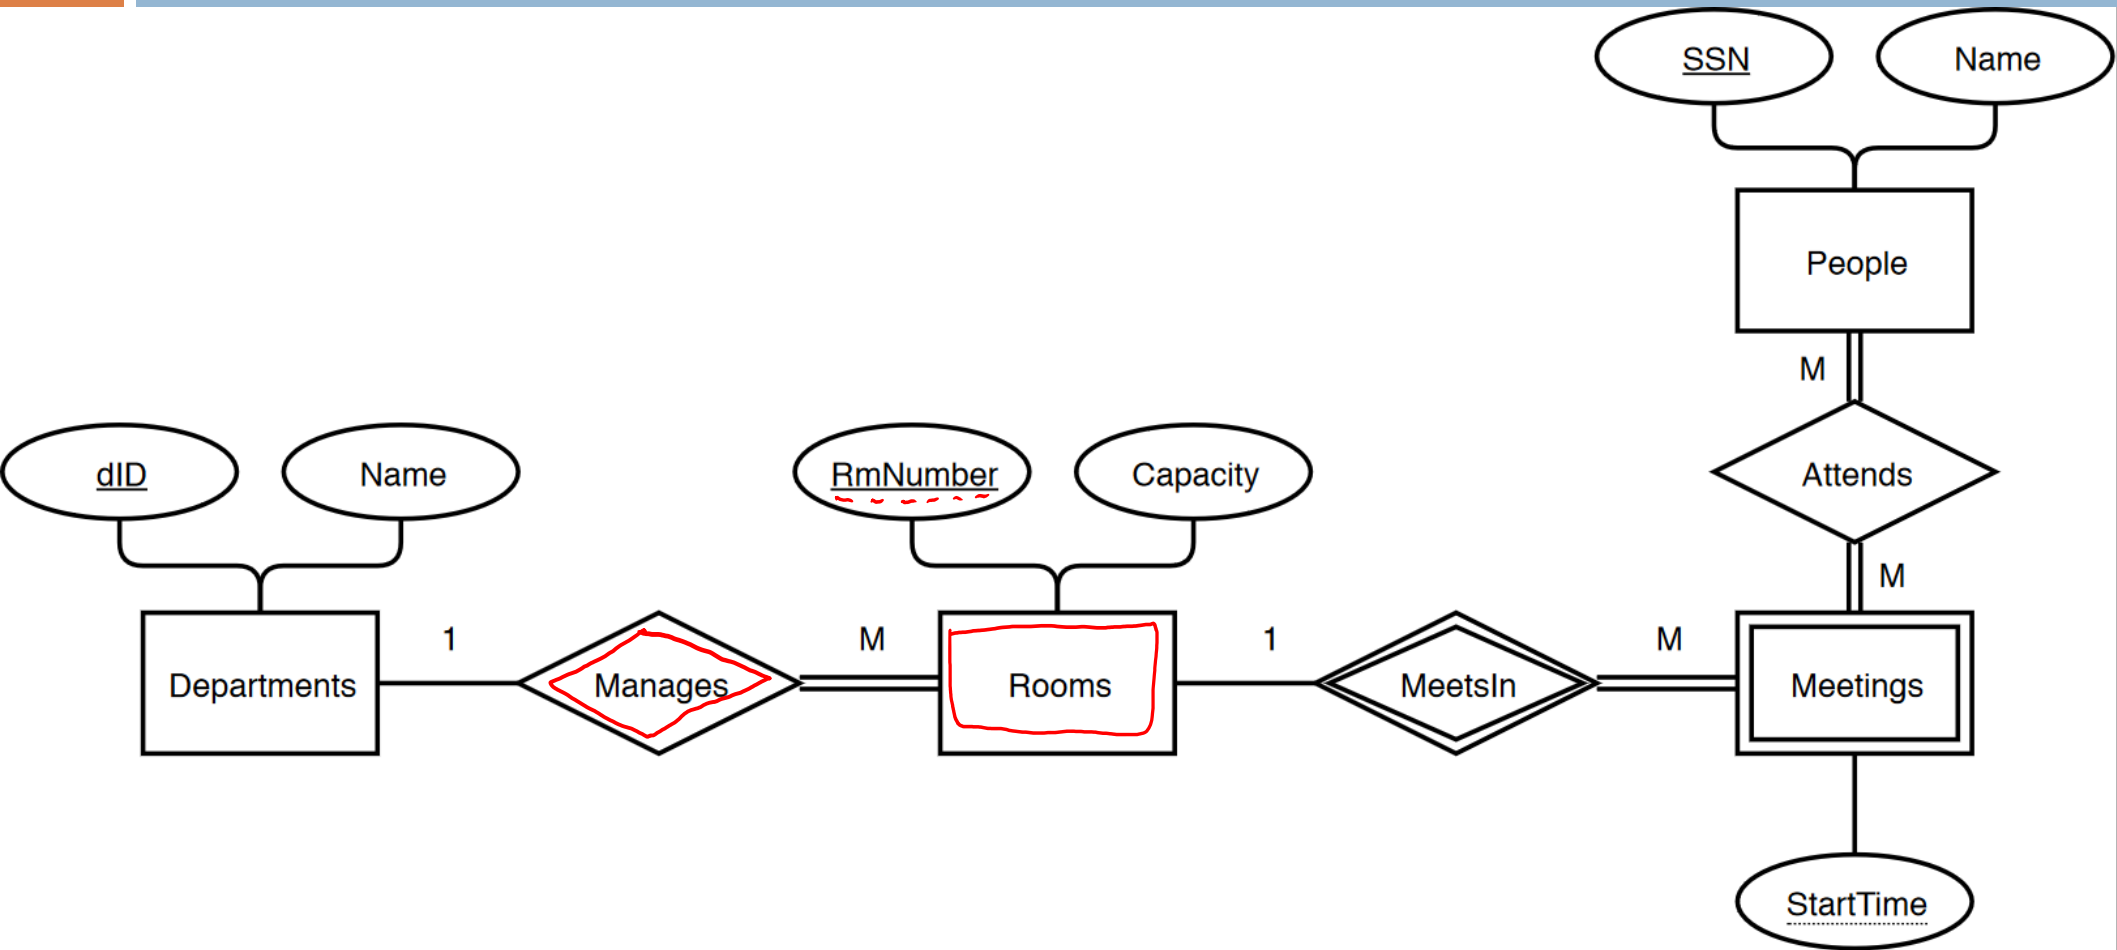 SSN Name
People
M
dID Name RmNumber Capacity Attends
M
1 M 1 M
Departments Manages Rooms MeetsIn Meetings
StartTime